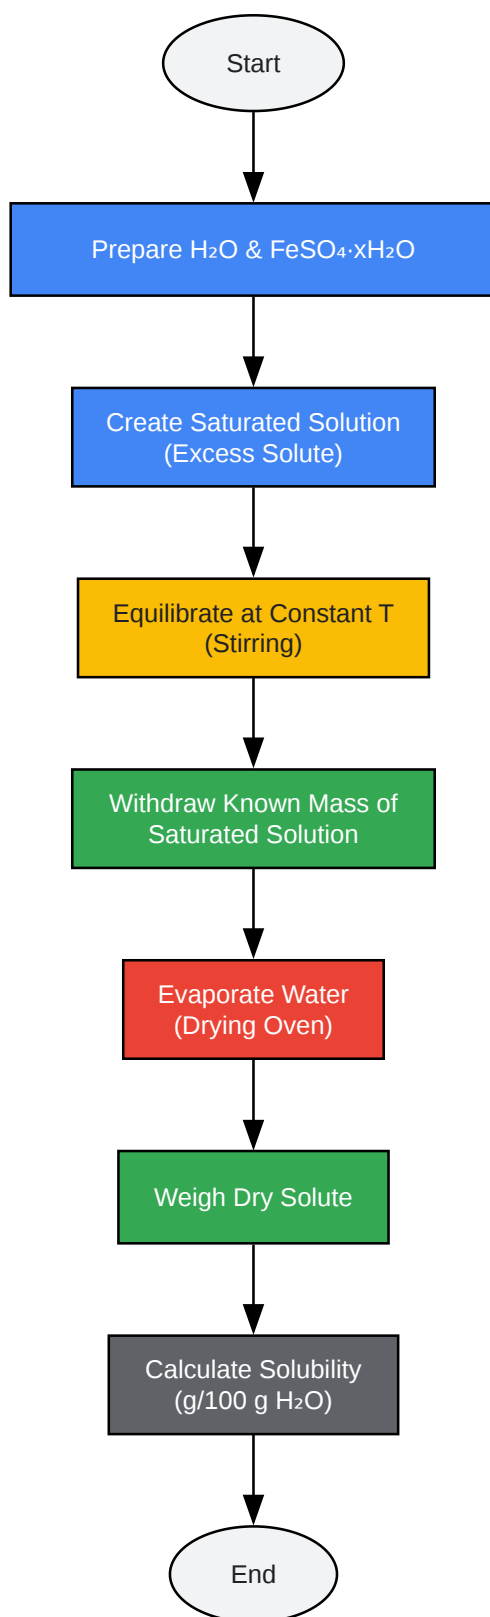 Start
Prepare H₂O & FeSO₄·xH₂O
Create Saturated Solution
(Excess Solute)
Equilibrate at Constant T
(Stirring)
Withdraw Known Mass of
Saturated Solution
Evaporate Water
(Drying Oven)
Weigh Dry Solute
Calculate Solubility
(g/100 g H₂O)
End